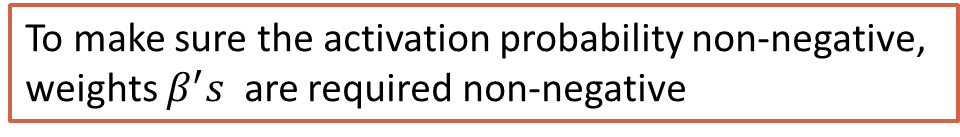 To make sure the activation probability non-negative,
weights β′s are required non-negative